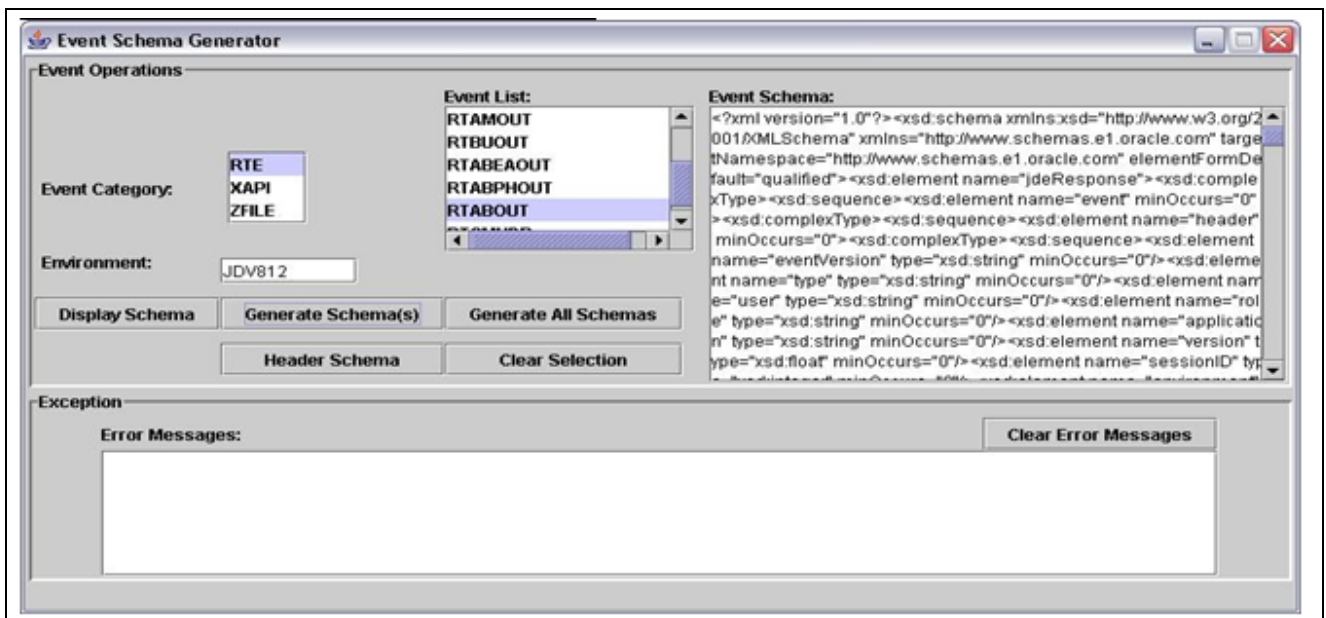 Event Schema Generator
Event Operations
Event Category:
RTE
XAPI
ZFILE
Environment:
JDV812
Event List:
RTAMOUT
RTBUOUT
RTABEAOUT
RTABPHOUT
RTABOUT
Event Schema:
<?xml version="1.0"?><xsd:schema xmlns:xsd="http://www.w3.org/2
001/XMLSchema" xmlns="http://www.schemas.e1.oracle.com" targe
tNamespace="http://www.schemas.e1.oracle.com" elementFormDe
fault="qualified"><xsd:element name="jdeResponse"><xsd:comple
xType><xsd:sequence><xsd:element name="event" minOccurs="0"
><xsd:complexType><xsd:sequence><xsd:element name="header"
minOccurs="0"><xsd:complexType><xsd:sequence><xsd:element
name="eventVersion" type="xsd:string" minOccurs="0"/><xsd:eleme
nt name="type" type="xsd:string" minOccurs="0"/><xsd:element nam
e="user" type="xsd:string" minOccurs="0"/><xsd:element name="rol
e" type="xsd:string" minOccurs="0"/><xsd:element name="applicatio
n" type="xsd:string" minOccurs="0"/><xsd:element name="version" t
ype="xsd:float" minOccurs="0"/><xsd:element name="sessionID" typ
Display Schema
Generate Schema(s)
Generate All Schemas
Header Schema
Clear Selection
Exception
Error Messages:
Clear Error Messages